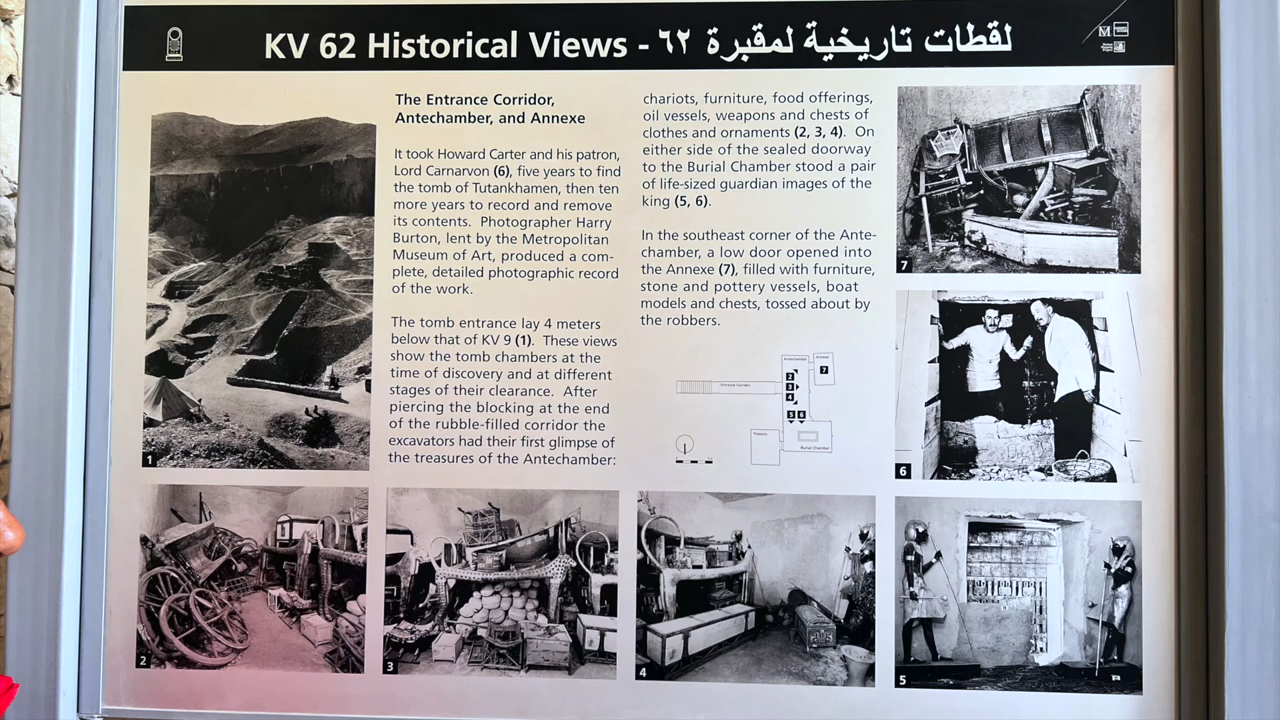 KV 62 Historical Views - لقطات تاريخية لمقبرة ٦٢
The Entrance Corridor,
Antechamber, and Annexe
It took Howard Carter and his patron,
Lord Carnarvon (6), five years to find
the tomb of Tutankhamen, then ten
more years to record and remove
its contents. Photographer Harry
Burton, lent by the Metropolitan
Museum of Art, produced a com-
plete, detailed photographic record
of the work.
The tomb entrance lay 4 meters
below that of KV 9 (1). These views
show the tomb chambers at the
time of discovery and at different
stages of their clearance. After
piercing the blocking at the end
of the rubble-filled corridor the
excavators had their first glimpse of
the treasures of the Antechamber:
chariots, furniture, food offerings,
oil vessels, weapons and chests of
clothes and ornaments (2, 3, 4). On
either side of the sealed doorway
to the Burial Chamber stood a pair
of life-sized guardian images of the
king (5, 6).
In the southeast corner of the Ante-
chamber, a low door opened into
the Annexe (7), filled with furniture,
stone and pottery vessels, boat
models and chests, tossed about by
the robbers.
Antechamber
Annexe
2
7
3
4
Entrance Corridor
5 6
Treasury
Burial Chamber
1
2
3
4
5
6
7